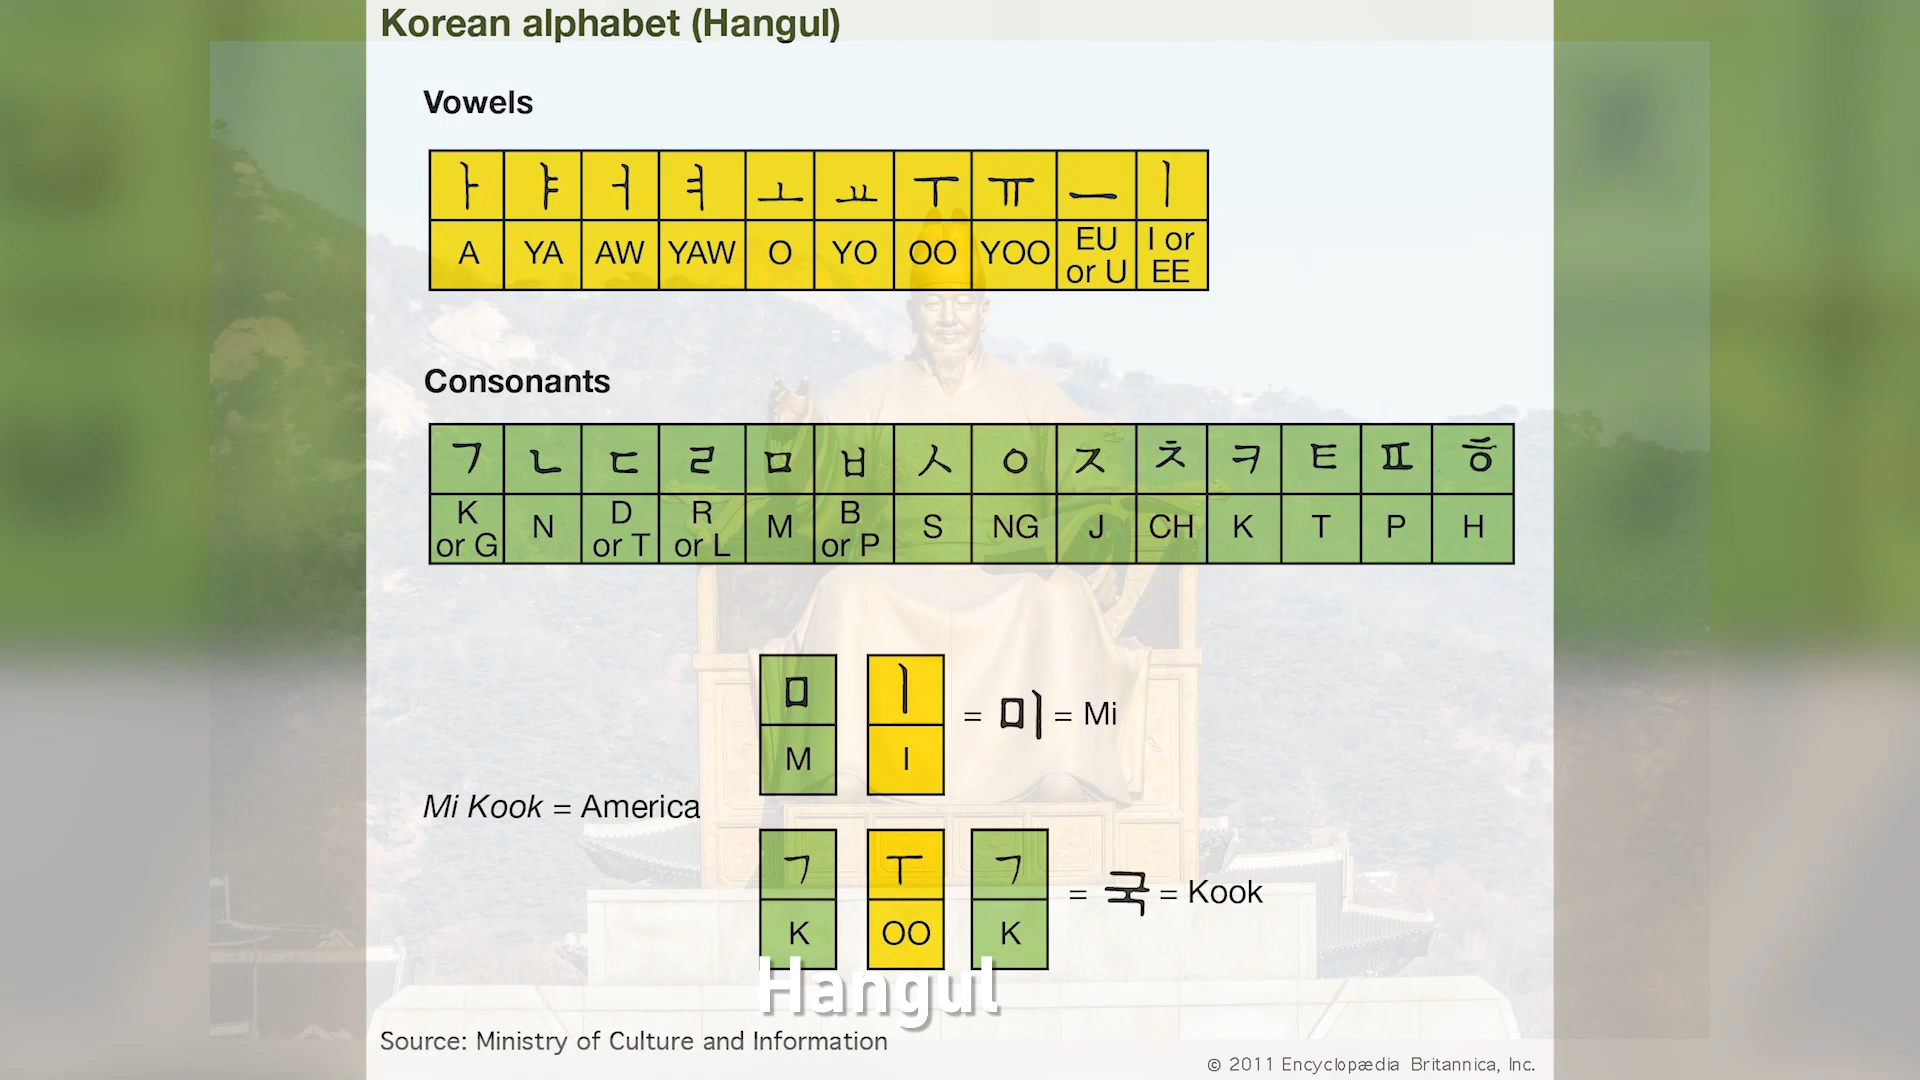 Korean alphabet (Hangul)
Vowels
ㅏ ㅑ ㅓ ㅕ ㅗ ㅛ ㅜ ㅠ ㅡ ㅣ
A YA AW YAW O YO OO YOO EU or U I or EE
Consonants
ㄱ ㄴ ㄷ ㄹ ㅁ ㅂ ㅅ ㅇ ㅈ ㅊ ㅋ ㅌ ㅍ ㅎ
K or G N D or T R or L M B or P S NG J CH K T P H
ㅁ ㅣ
= 미 = Mi
M I
Mi Kook = America
ㄱ ㅜ ㄱ
= 국 = Kook
K OO K
Hangul
Source: Ministry of Culture and Information
© 2011 Encyclopædia Britannica, Inc.